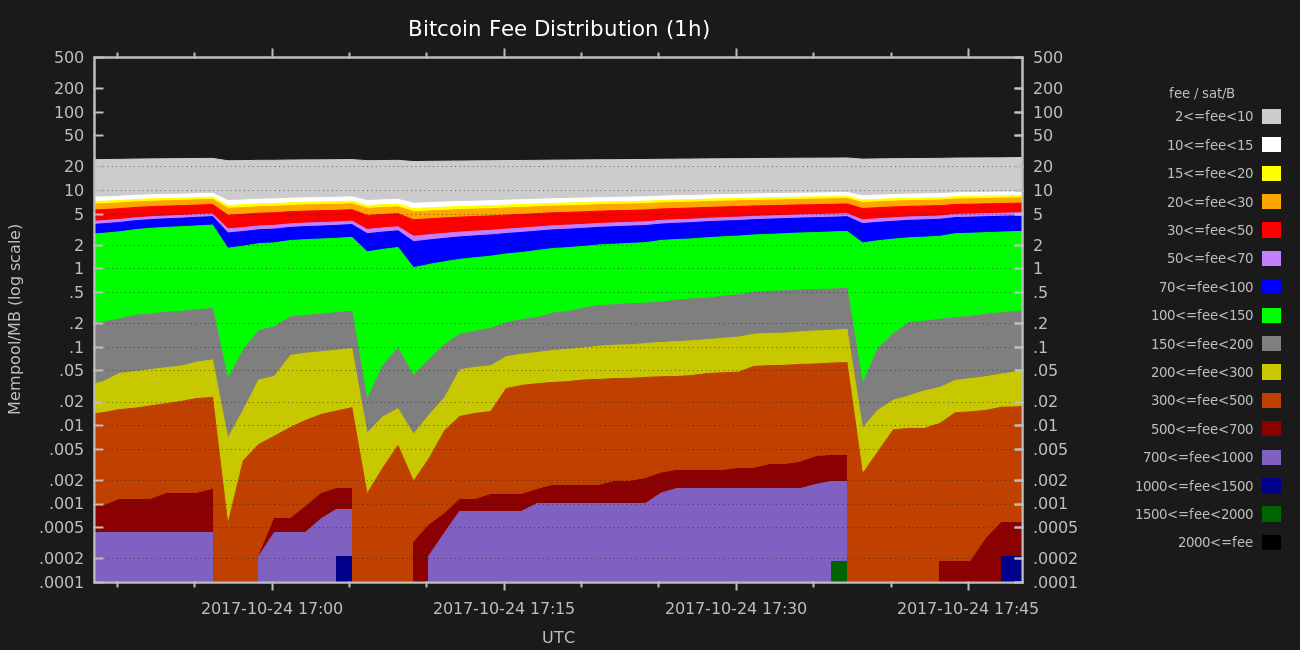 Bitcoin Fee Distribution (1h)
500
200
100
50
20
10
5
2
1
.5
.2
.1
.05
.02
.01
.005
.002
.001
.0005
.0002
.0001
Mempool/MB (log scale)
500
200
100
50
20
10
5
2
1
.5
.2
.1
.05
.02
.01
.005
.002
.001
.0005
.0002
.0001
2017-10-24 17:00 2017-10-24 17:15 2017-10-24 17:30 2017-10-24 17:45
UTC
fee / sat/B
2<=fee<10
10<=fee<15
15<=fee<20
20<=fee<30
30<=fee<50
50<=fee<70
70<=fee<100
100<=fee<150
150<=fee<200
200<=fee<300
300<=fee<500
500<=fee<700
700<=fee<1000
1000<=fee<1500
1500<=fee<2000
2000<=fee